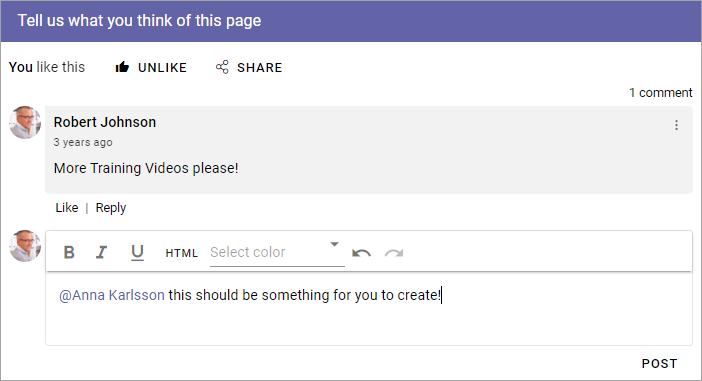 Tell us what you think of this page
You like this UNLIKE SHARE
1 comment
Robert Johnson
3 years ago
More Training Videos please!
Like | Reply
B I U HTML Select color
@Anna Karlsson this should be something for you to create!
POST